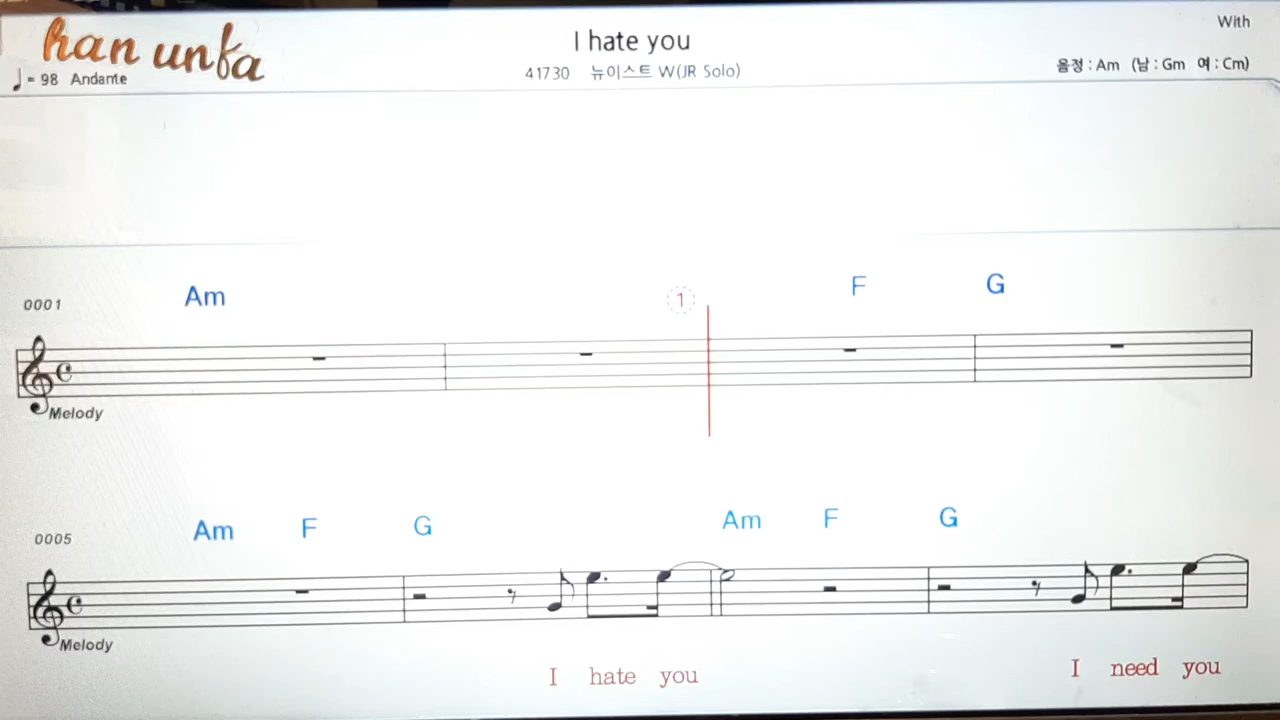 han unfa
I hate you
With
♩= 98 Andante
41730 뉴이스트 W(JR Solo)
음정 : Am (남 : Gm 여 : Cm)
0001 Am 1 F G
Melody
0005 Am F G Am F G
Melody
I hate you I need you